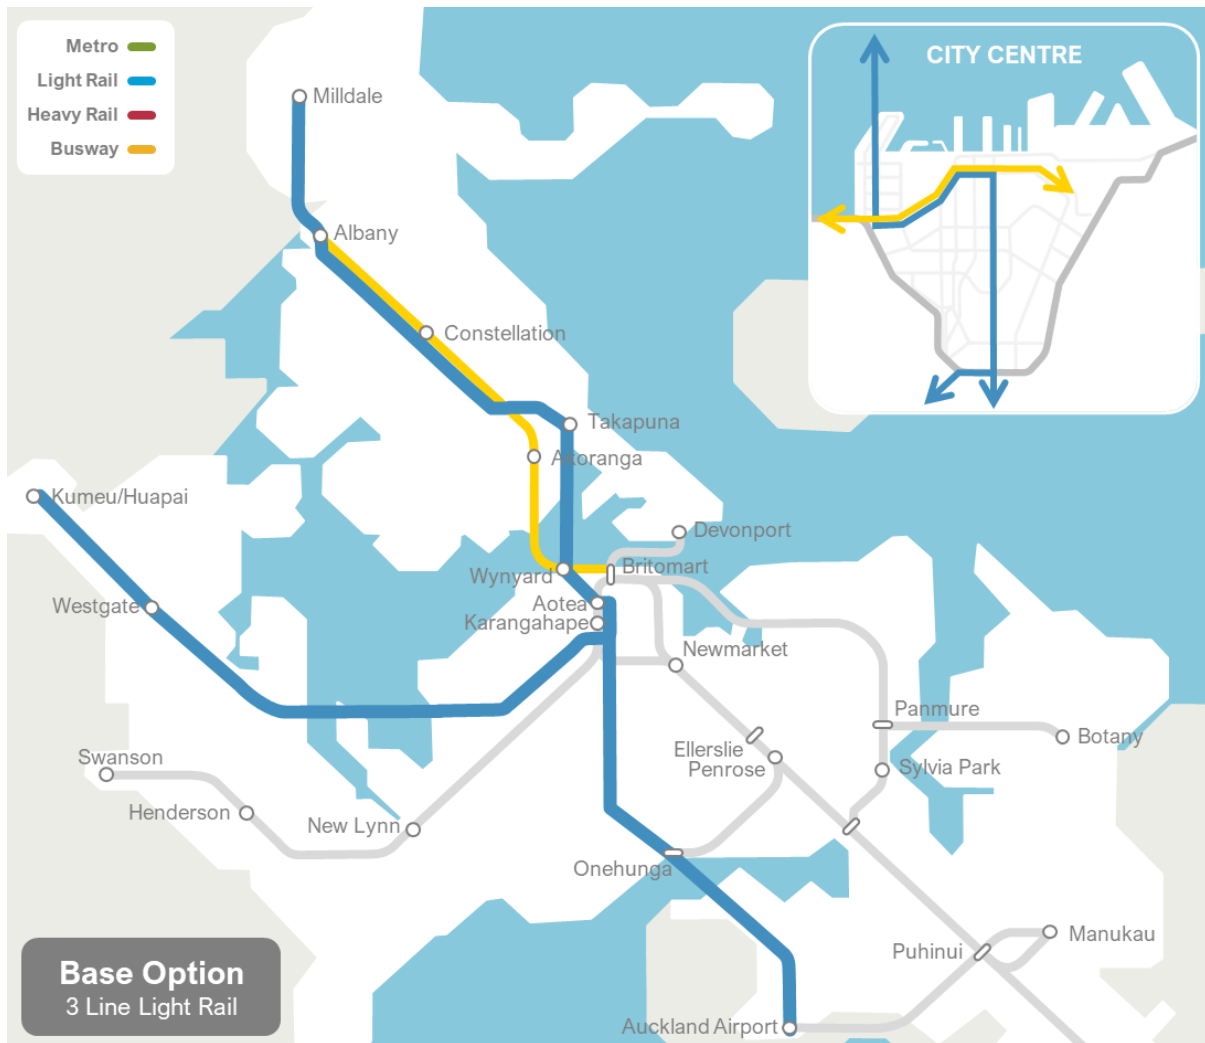 Metro
Light Rail
Heavy Rail
Busway
CITY CENTRE
Milldale
Albany
Constellation
Takapuna
Akoranga
Kumeu/Huapai
Devonport
Wynyard
Britomart
Aotea
Karangahape
Westgate
Newmarket
Panmure
Botany
Ellerslie
Penrose
Sylvia Park
Swanson
Henderson
New Lynn
Onehunga
Puhinui
Manukau
Auckland Airport
Base Option
3 Line Light Rail